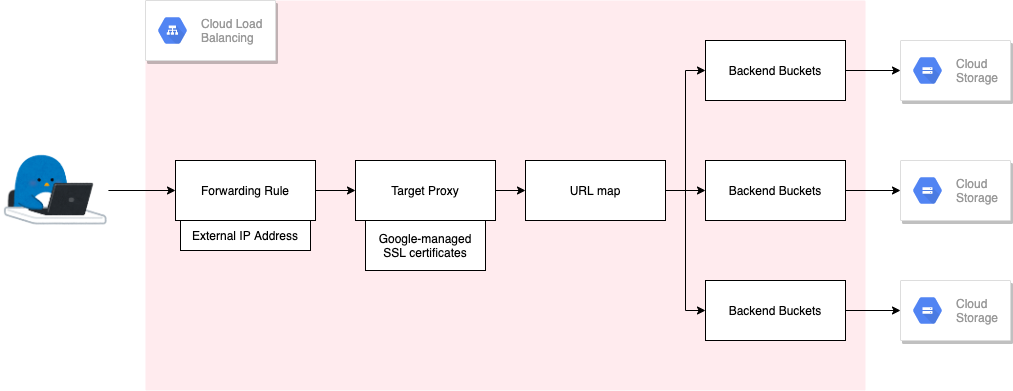 Cloud Load
Balancing
Backend Buckets
Cloud
Storage
Forwarding Rule
External IP Address
Target Proxy
Google-managed
SSL certificates
URL map
Backend Buckets
Cloud
Storage
Backend Buckets
Cloud
Storage